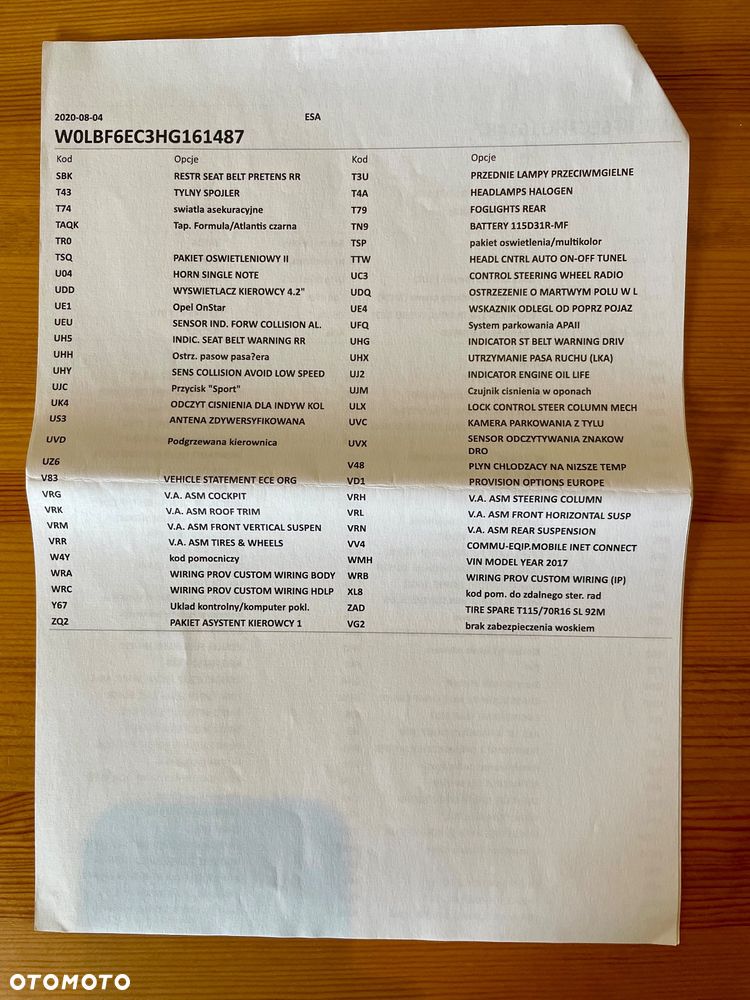 2020-08-04 ESA
W0LBF6EC3HG161487
Kod Opcje Kod Opcje
SBK RESTR SEAT BELT PRETENS RR T3U PRZEDNIE LAMPY PRZECIWMGIELNE
T43 TYLNY SPOJLER T4A HEADLAMPS HALOGEN
T74 swiatla asekuracyjne T79 FOGLIGHTS REAR
TAQK Tap. Formula/Atlantis czarna TN9 BATTERY 115D31R-MF
TR0 TSP pakiet oswietlenia/multikolor
TSQ PAKIET OSWIETLENIOWY II TTW HEADL CNTRL AUTO ON-OFF TUNEL
U04 HORN SINGLE NOTE UC3 CONTROL STEERING WHEEL RADIO
UDD WYSWIETLACZ KIEROWCY 4.2" UDQ OSTRZEZENIE O MARTWYM POLU W L
UE1 Opel OnStar UE4 WSKAZNIK ODLEGL OD POPRZ POJAZ
UEU SENSOR IND. FORW COLLISION AL. UFQ System parkowania APAII
UH5 INDIC. SEAT BELT WARNING RR UHG INDICATOR ST BELT WARNING DRIV
UHH Ostrz. pasow pasa?era UHX UTRZYMANIE PASA RUCHU (LKA)
UHY SENS COLLISION AVOID LOW SPEED UJ2 INDICATOR ENGINE OIL LIFE
UJC Przycisk "Sport" UJM Czujnik cisnienia w oponach
UK4 ODCZYT CISNIENIA DLA INDYW KOL ULX LOCK CONTROL STEER COLUMN MECH
US3 ANTENA ZDYWERSYFIKOWANA UVC KAMERA PARKOWANIA Z TYLU
UVD Podgrzewana kierownica UVX SENSOR ODCZYTYWANIA ZNAKOW
DRO
UZ6 V48 PLYN CHLODZACY NA NIZSZE TEMP
V83 VEHICLE STATEMENT ECE ORG VD1 PROVISION OPTIONS EUROPE
VRG V.A. ASM COCKPIT VRH V.A. ASM STEERING COLUMN
VRK V.A. ASM ROOF TRIM VRL V.A. ASM FRONT HORIZONTAL SUSP
VRM V.A. ASM FRONT VERTICAL SUSPEN VRN V.A. ASM REAR SUSPENSION
VRR V.A. ASM TIRES & WHEELS VV4 COMMU-EQIP.MOBILE INET CONNECT
W4Y kod pomocniczy WMH VIN MODEL YEAR 2017
WRA WIRING PROV CUSTOM WIRING BODY WRB WIRING PROV CUSTOM WIRING (IP)
WRC WIRING PROV CUSTOM WIRING HDLP XL8 kod pom. do zdalnego ster. rad
Y67 Uklad kontrolny/komputer pokl. ZAD TIRE SPARE T115/70R16 SL 92M
ZQ2 PAKIET ASYSTENT KIEROWCY 1 VG2 brak zabezpieczenia woskiem
OTOMOTO